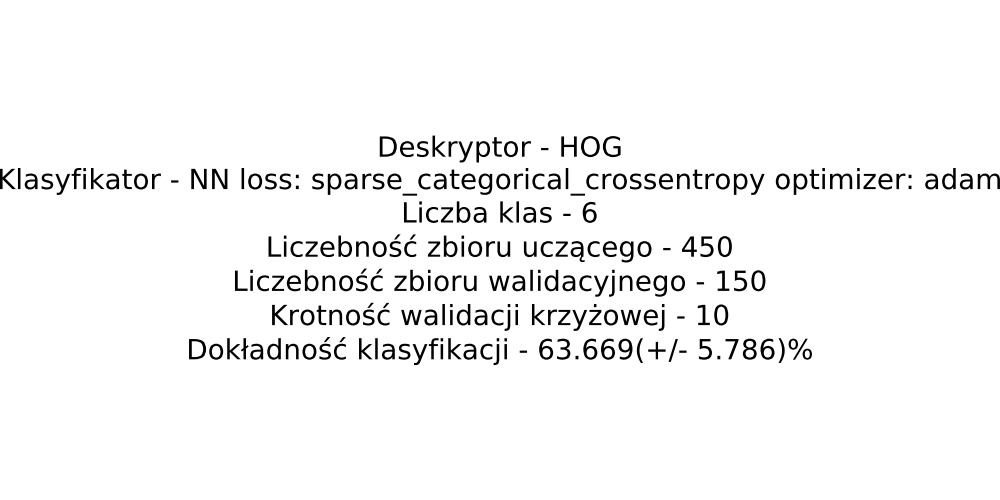 Deskryptor - HOG
Klasyfikator - NN loss: sparse_categorical_crossentropy optimizer: adam
Liczba klas - 6
Liczebność zbioru uczącego - 450
Liczebność zbioru walidacyjnego - 150
Krotność walidacji krzyżowej - 10
Dokładność klasyfikacji - 63.669(+/- 5.786)%